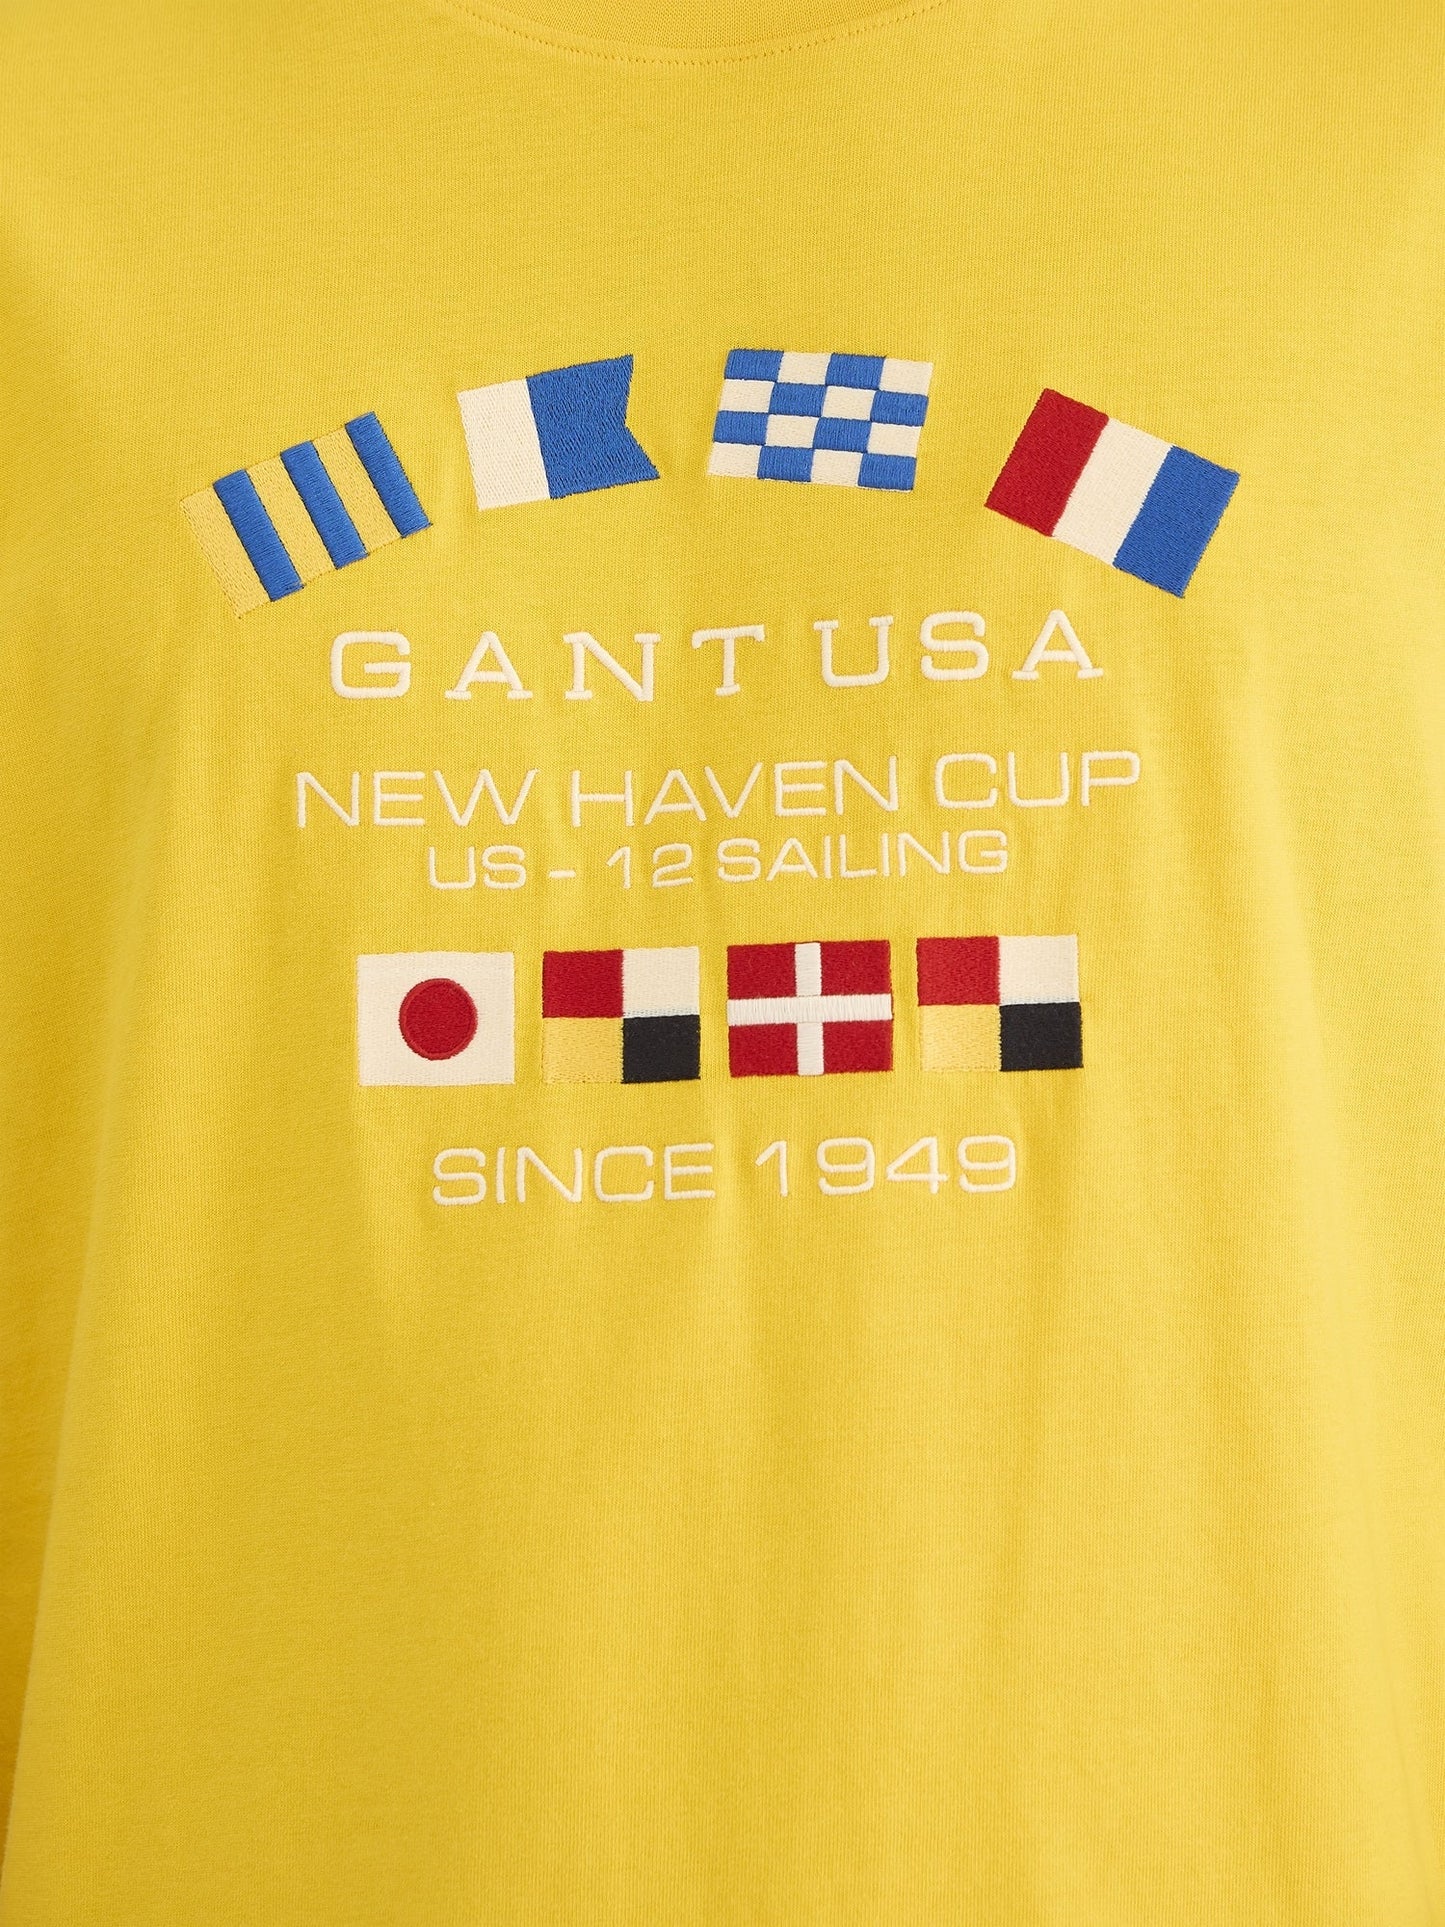 GANT USA
NEW HAVEN CUP
US - 12 SAILING
SINCE 1949